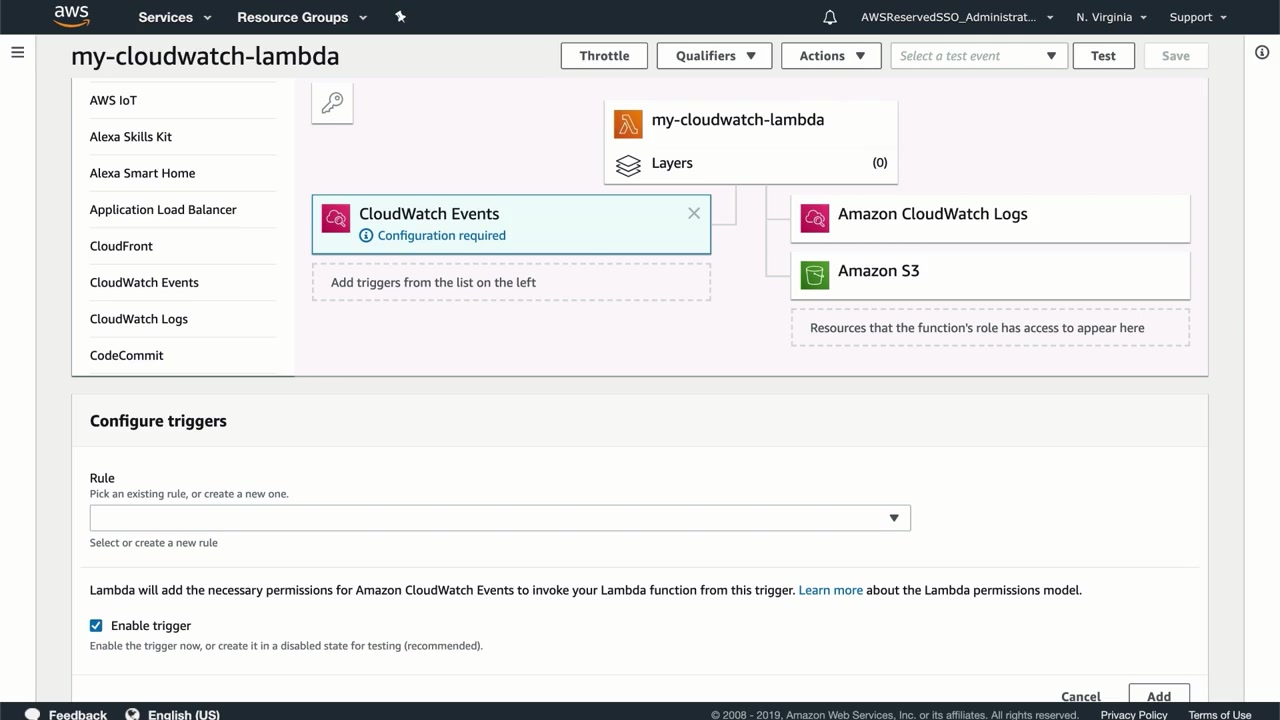 aws
Services
Resource Groups
AWSReservedSSO_Administrat...
N. Virginia
Support
my-cloudwatch-lambda
Throttle
Qualifiers
Actions
Select a test event
Test
Save
AWS IoT
Alexa Skills Kit
Alexa Smart Home
Application Load Balancer
CloudFront
CloudWatch Events
CloudWatch Logs
CodeCommit
my-cloudwatch-lambda
Layers
(0)
CloudWatch Events
Configuration required
Add triggers from the list on the left
Amazon CloudWatch Logs
Amazon S3
Resources that the function's role has access to appear here
Configure triggers
Rule
Pick an existing rule, or create a new one.
Select or create a new rule
Lambda will add the necessary permissions for Amazon CloudWatch Events to invoke your Lambda function from this trigger. Learn more about the Lambda permissions model.
Enable trigger
Enable the trigger now, or create it in a disabled state for testing (recommended).
Cancel
Add
Feedback
English (US)
© 2008 - 2019, Amazon Web Services, Inc. or its affiliates. All rights reserved.
Privacy Policy
Terms of Use